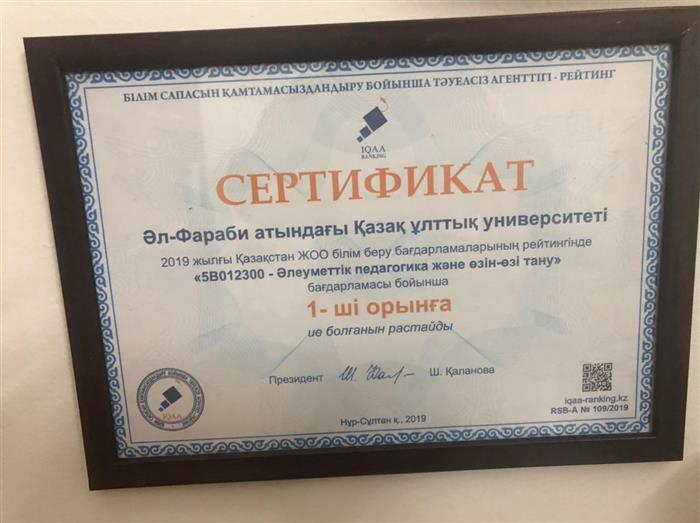 БІЛІМ САПАСЫН ҚАМТАМАСЫЗДАНДЫРУ БОЙЫНША ТӘУЕЛСІЗ АГЕНТТІГІ - РЕЙТИНГ
IQAA
RANKING
СЕРТИФИКАТ
Әл-Фараби атындағы Қазақ ұлттық университеті
2019 жылғы Қазақстан ЖОО білім беру бағдарламаларының рейтингінде
«5В012300 - Әлеуметтік педагогика және өзін-өзі тану»
бағдарламасы бойынша
1- ші орынға
ие болғанын растайды
Президент Ш. Қаланова
IQAA
iqaa-ranking.kz
RSB-A № 109/2019
Нұр-Сұлтан қ., 2019